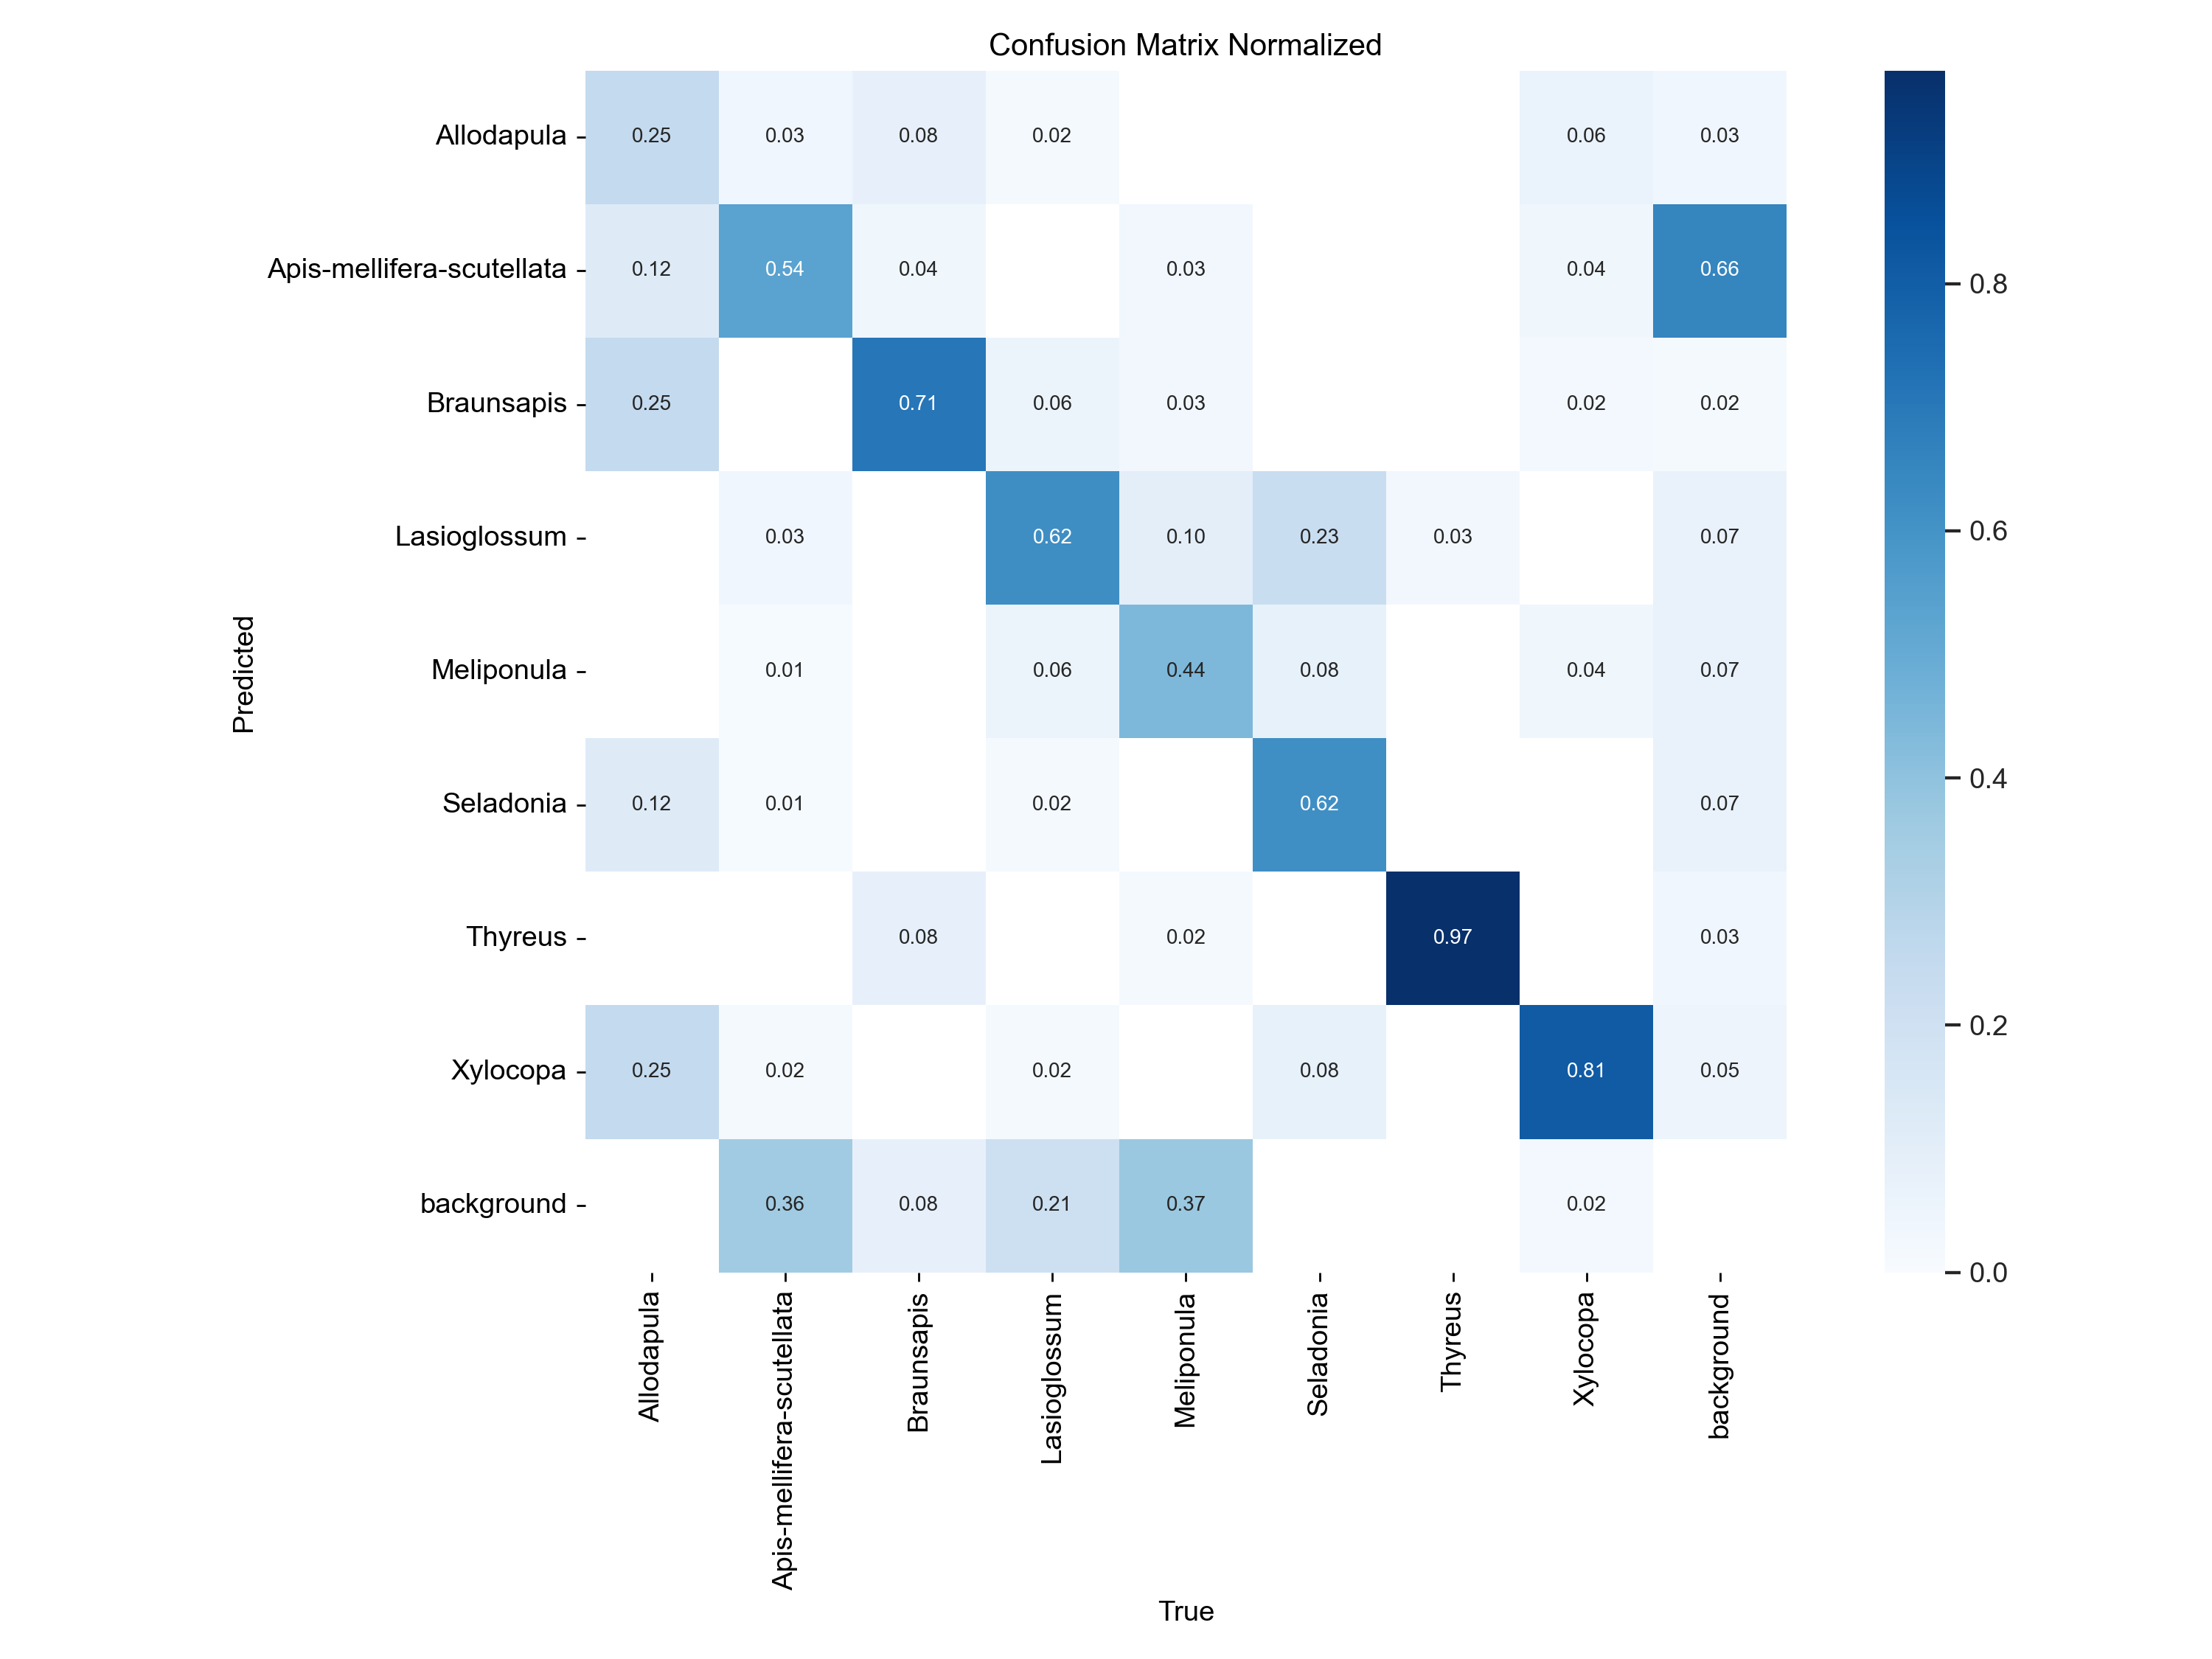 Confusion Matrix Normalized
Allodapula 0.25 0.03 0.08 0.02 0.06 0.03
Apis-mellifera-scutellata 0.12 0.54 0.04 0.03 0.04 0.66
Braunsapis 0.25 0.71 0.06 0.03 0.02 0.02
Lasioglossum 0.03 0.62 0.10 0.23 0.03 0.07
Meliponula 0.01 0.06 0.44 0.08 0.04 0.07
Seladonia 0.12 0.01 0.02 0.62 0.07
Thyreus 0.08 0.02 0.97 0.03
Xylocopa 0.25 0.02 0.02 0.08 0.81 0.05
background 0.36 0.08 0.21 0.37 0.02
Predicted
Allodapula
Apis-mellifera-scutellata
Braunsapis
Lasioglossum
Meliponula
Seladonia
Thyreus
Xylocopa
background
True
0.8
0.6
0.4
0.2
0.0